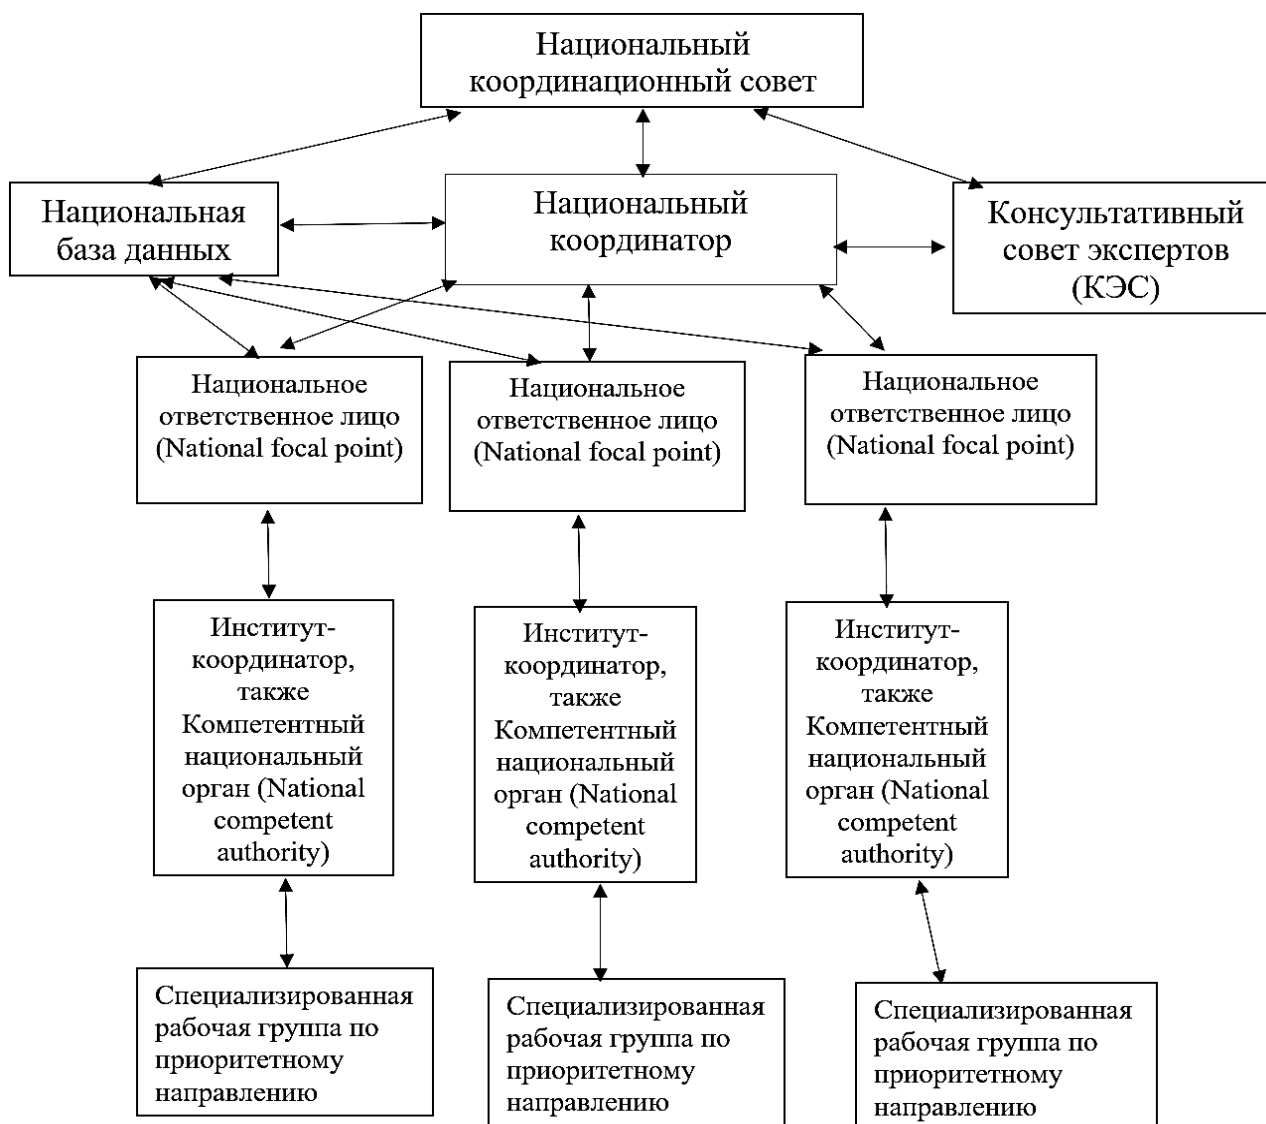 Национальный
координационный совет
Национальная
база данных
Национальный
координатор
Консультативный
совет экспертов
(КЭС)
Национальное
ответственное лицо
(National focal point)
Национальное
ответственное лицо
(National focal point)
Национальное
ответственное лицо
(National focal point)
Институт-
координатор,
также
Компетентный
национальный
орган (National
competent
authority)
Институт-
координатор,
также
Компетентный
национальный
орган (National
competent
authority)
Институт-
координатор,
также
Компетентный
национальный
орган (National
competent
authority)
Специализированная
рабочая группа по
приоритетному
направлению
Специализированная
рабочая группа по
приоритетному
направлению
Специализированная
рабочая группа по
приоритетному
направлению